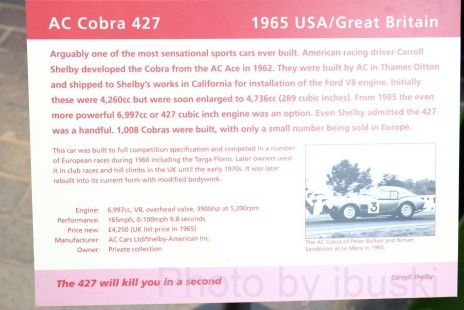 AC Cobra 427
1965 USA/Great Britain
Arguably one of the most sensational sports cars ever built. American racing driver Carroll
Shelby developed the Cobra from the AC Ace in 1962. They were built by AC in Thames Ditton
and shipped to Shelby's works in California for installation of the Ford V8 engine. Initially
these were 4,260cc but were soon enlarged to 4,736cc (289 cubic inches). From 1965 the even
more powerful 6,997cc or 427 cubic inch engine was an option. Even Shelby admitted the 427
was a handful. 1,008 Cobras were built, with only a small number being sold in Europe.
This car was built to full competition specification and competed in a number
of European races during 1966 including the Targa Florio. Later owners used
it in club races and hill climbs in the UK until the early 1970s. It was later
rebuilt into its current form with modified bodywork.
Engine: 6,997cc, V8, overhead valve, 390bhp at 5,200rpm
Performance: 165mph, 0-100mph 9.8 seconds
Price new: £4,250 (UK list price in 1965)
Manufacturer: AC Cars Ltd/Shelby-American Inc.
Owner: Private collection
3
The AC Cobra of Peter Bolton and Ninian
Sanderson at Le Mans in 1963.
The 427 will kill you in a second
Carroll Shelby
Photo by ibusni